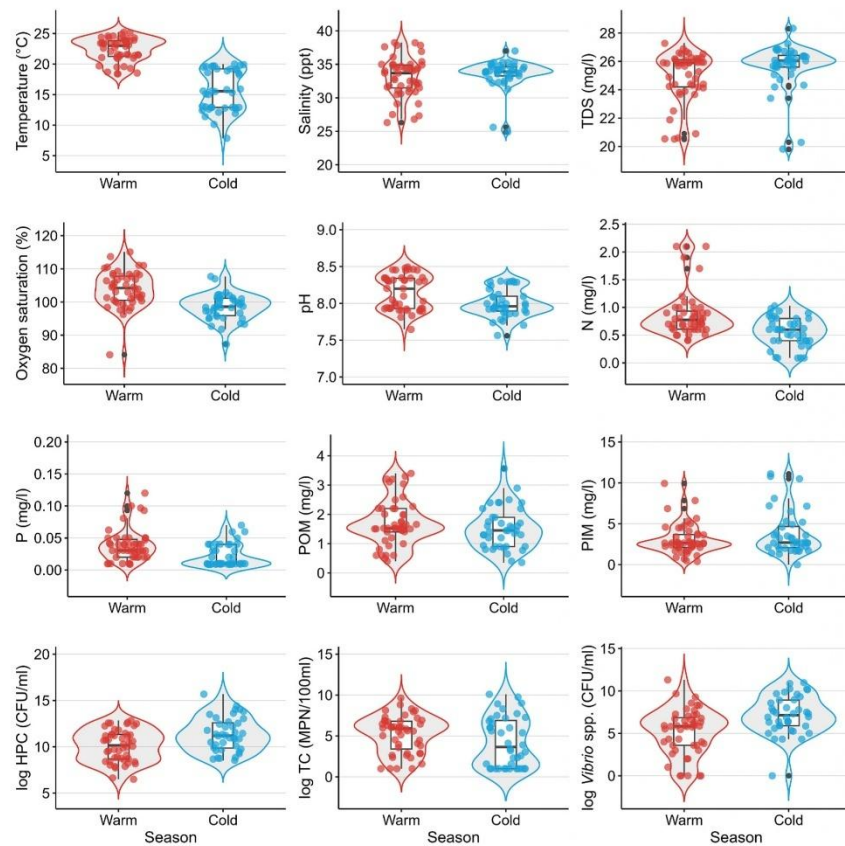 Temperature (°C)
25
20
15
10
5
Warm
Cold
Salinity (ppt)
40
35
30
25
20
Warm
Cold
TDS (mg/l)
28
26
24
22
20
Warm
Cold
Oxygen saturation (%)
120
110
100
90
80
Warm
Cold
pH
9.0
8.5
8.0
7.5
7.0
Warm
Cold
N (mg/l)
2.5
2.0
1.5
1.0
0.5
0.0
Warm
Cold
P (mg/l)
0.20
0.15
0.10
0.05
0.00
Warm
Cold
POM (mg/l)
4
3
2
1
0
Warm
Cold
PIM (mg/l)
15
10
5
0
Warm
Cold
log HPC (CFU/ml)
20
15
10
5
Warm
Cold
Season
log TC (MPN/100ml)
15
10
5
0
Warm
Cold
Season
log Vibrio spp. (CFU/ml)
15
10
5
0
Warm
Cold
Season